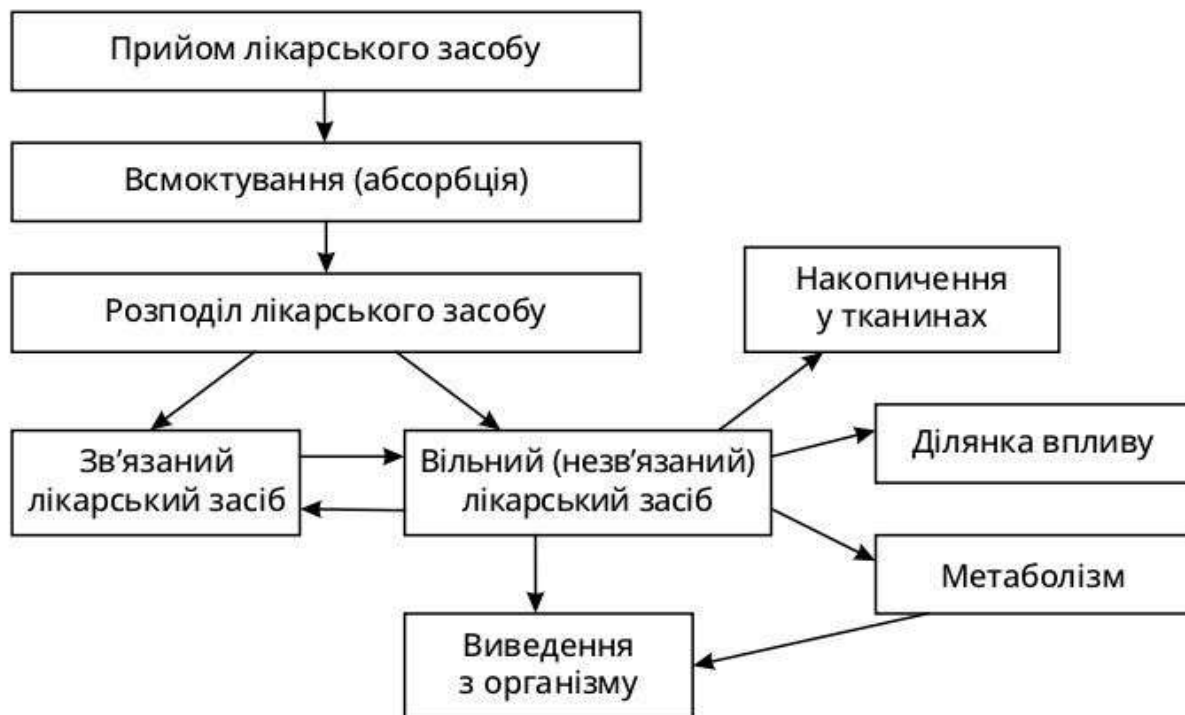 Прийом лікарського засобу
Всмоктування (абсорбція)
Розподіл лікарського засобу
Накопичення
у тканинах
Зв’язаний
лікарський засіб
Вільний (незв’язаний)
лікарський засіб
Ділянка впливу
Метаболізм
Виведення
з організму